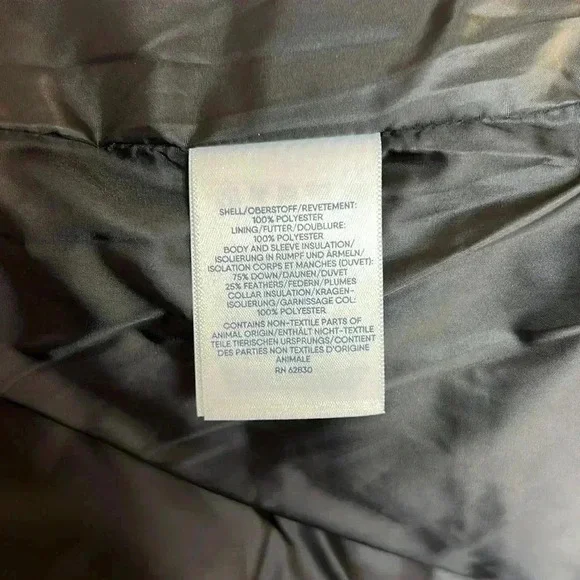 SHELL/OBERSTOFF/REVETEMENT:
100% POLYESTER
LINING/FUTTER/DOUBLURE:
100% POLYESTER
BODY AND SLEEVE INSULATION/
ISOLIERUNG IN RUMPF UND ÄRMELN/
ISOLATION CORPS ET MANCHES (DUVET):
75% DOWN/DAUNEN/DUVET
25% FEATHERS/FEDERN/PLUMES
COLLAR INSULATION/KRAGEN-
ISOLIERUNG/GARNISSAGE COL:
100% POLYESTER
CONTAINS NON-TEXTILE PARTS OF
ANIMAL ORIGIN/ENTHÄLT NICHT-TEXTILE
TEILE TIERISCHEN URSPRUNGS/CONTIENT
DES PARTIES NON TEXTILES D'ORIGINE
ANIMALE
RN 62830